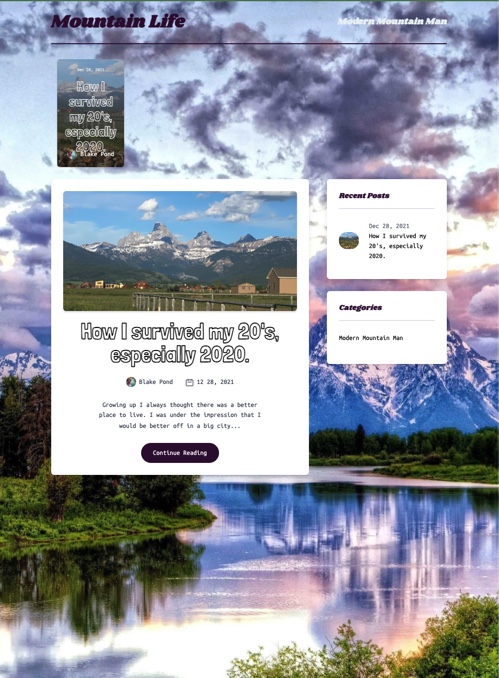 Mountain Life
Modern Mountain Man
Dec 28, 2021
How I
survived
my 20's,
especially
2020.
Blake Pond
How I survived my 20's,
especially 2020.
Blake Pond
12 28, 2021
Growing up I always thought there was a better
place to live. I was under the impression that I
would be better off in a big city...
Continue Reading
Recent Posts
Dec 28, 2021
How I survived my
20's, especially
2020.
Categories
Modern Mountain Man